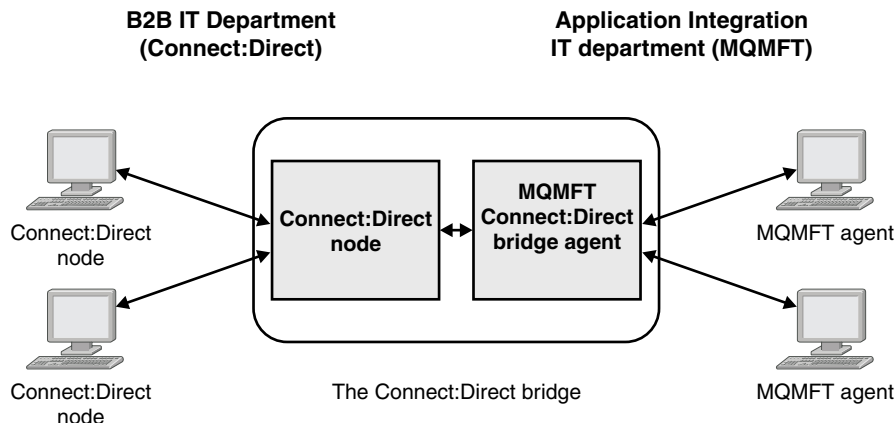 B2B IT Department
(Connect:Direct)
Application Integration
IT department (MQMFT)
Connect:Direct
node
Connect:Direct
node
MQMFT
Connect:Direct
bridge agent
MQMFT agent
Connect:Direct
node
The Connect:Direct bridge
MQMFT agent